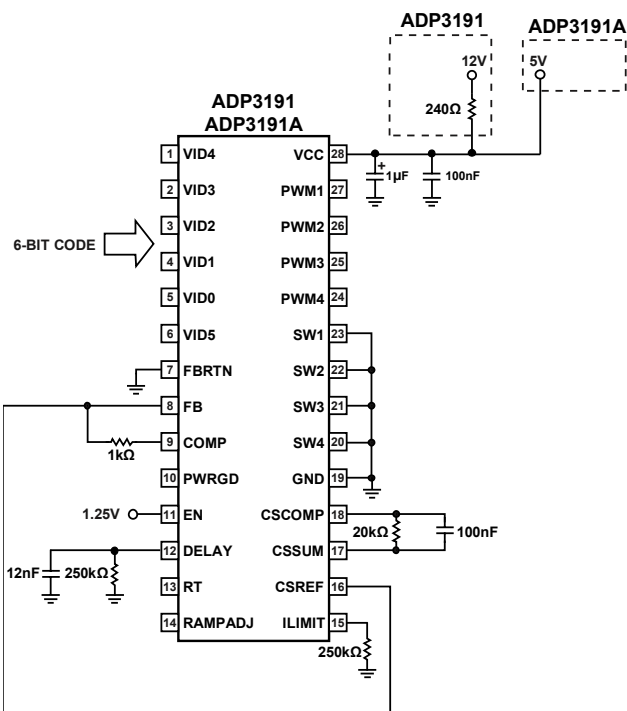 ADP3191
12V
240Ω
ADP3191A
5V
ADP3191
ADP3191A
1 VID4 VCC 28
+
1µF
100nF
2 VID3 PWM1 27
3 VID2 PWM2 26
6-BIT CODE
4 VID1 PWM3 25
5 VID0 PWM4 24
6 VID5 SW1 23
7 FBRTN SW2 22
8 FB SW3 21
9 COMP SW4 20
1kΩ
10 PWRGD GND 19
1.25V
11 EN CSCOMP 18
20kΩ
100nF
12 DELAY CSSUM 17
12nF
250kΩ
13 RT CSREF 16
14 RAMPADJ ILIMIT 15
250kΩ